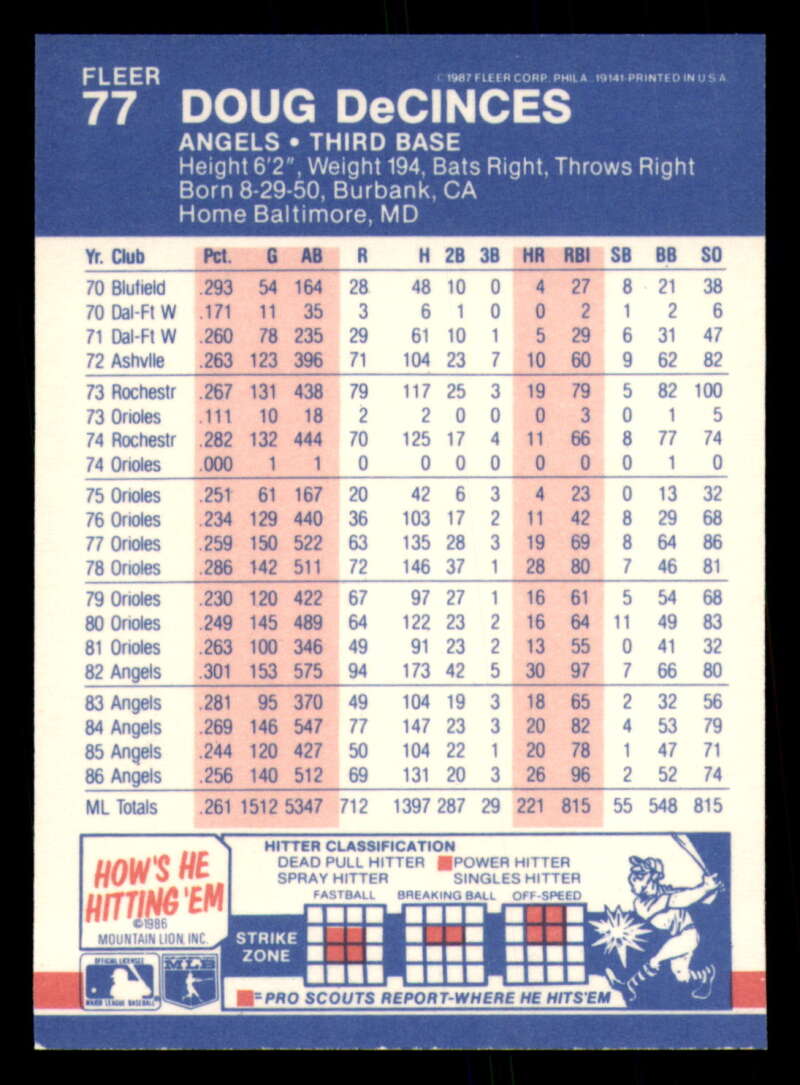 FLEER
77
©1987 FLEER CORP., PHILA., 19141-PRINTED IN U S A
DOUG DeCINCES
ANGELS • THIRD BASE
Height 6'2", Weight 194, Bats Right, Throws Right
Born 8-29-50, Burbank, CA
Home Baltimore, MD
Yr. Club Pct. G AB R H 2B 3B HR RBI SB BB SO
70 Blufield .293 54 164 28 48 10 0 4 27 8 21 38
70 Dal-Ft W .171 11 35 3 6 1 0 0 2 1 2 6
71 Dal-Ft W .260 78 235 29 61 10 1 5 29 6 31 47
72 Ashvlle .263 123 396 71 104 23 7 10 60 9 62 82
73 Rochestr .267 131 438 79 117 25 3 19 79 5 82 100
73 Orioles .111 10 18 2 2 0 0 0 3 0 1 5
74 Rochestr .282 132 444 70 125 17 4 11 66 8 77 74
74 Orioles .000 1 1 0 0 0 0 0 0 0 1 0
75 Orioles .251 61 167 20 42 6 3 4 23 0 13 32
76 Orioles .234 129 440 36 103 17 2 11 42 8 29 68
77 Orioles .259 150 522 63 135 28 3 19 69 8 64 86
78 Orioles .286 142 511 72 146 37 1 28 80 7 46 81
79 Orioles .230 120 422 67 97 27 1 16 61 5 54 68
80 Orioles .249 145 489 64 122 23 2 16 64 11 49 83
81 Orioles .263 100 346 49 91 23 2 13 55 0 41 32
82 Angels .301 153 575 94 173 42 5 30 97 7 66 80
83 Angels .281 95 370 49 104 19 3 18 65 2 32 56
84 Angels .269 146 547 77 147 23 3 20 82 4 53 79
85 Angels .244 120 427 50 104 22 1 20 78 1 47 71
86 Angels .256 140 512 69 131 20 3 26 96 2 52 74
ML Totals .261 1512 5347 712 1397 287 29 221 815 55 548 815
HOW'S HE
HITTING 'EM
©1986
MOUNTAIN LION, INC.
HITTER CLASSIFICATION
DEAD PULL HITTER POWER HITTER
SPRAY HITTER SINGLES HITTER
FASTBALL BREAKING BALL OFF-SPEED
STRIKE
ZONE
=PRO SCOUTS REPORT-WHERE HE HITS 'EM
OFFICIAL LICENSEE
MAJOR LEAGUE BASEBALL
MLB